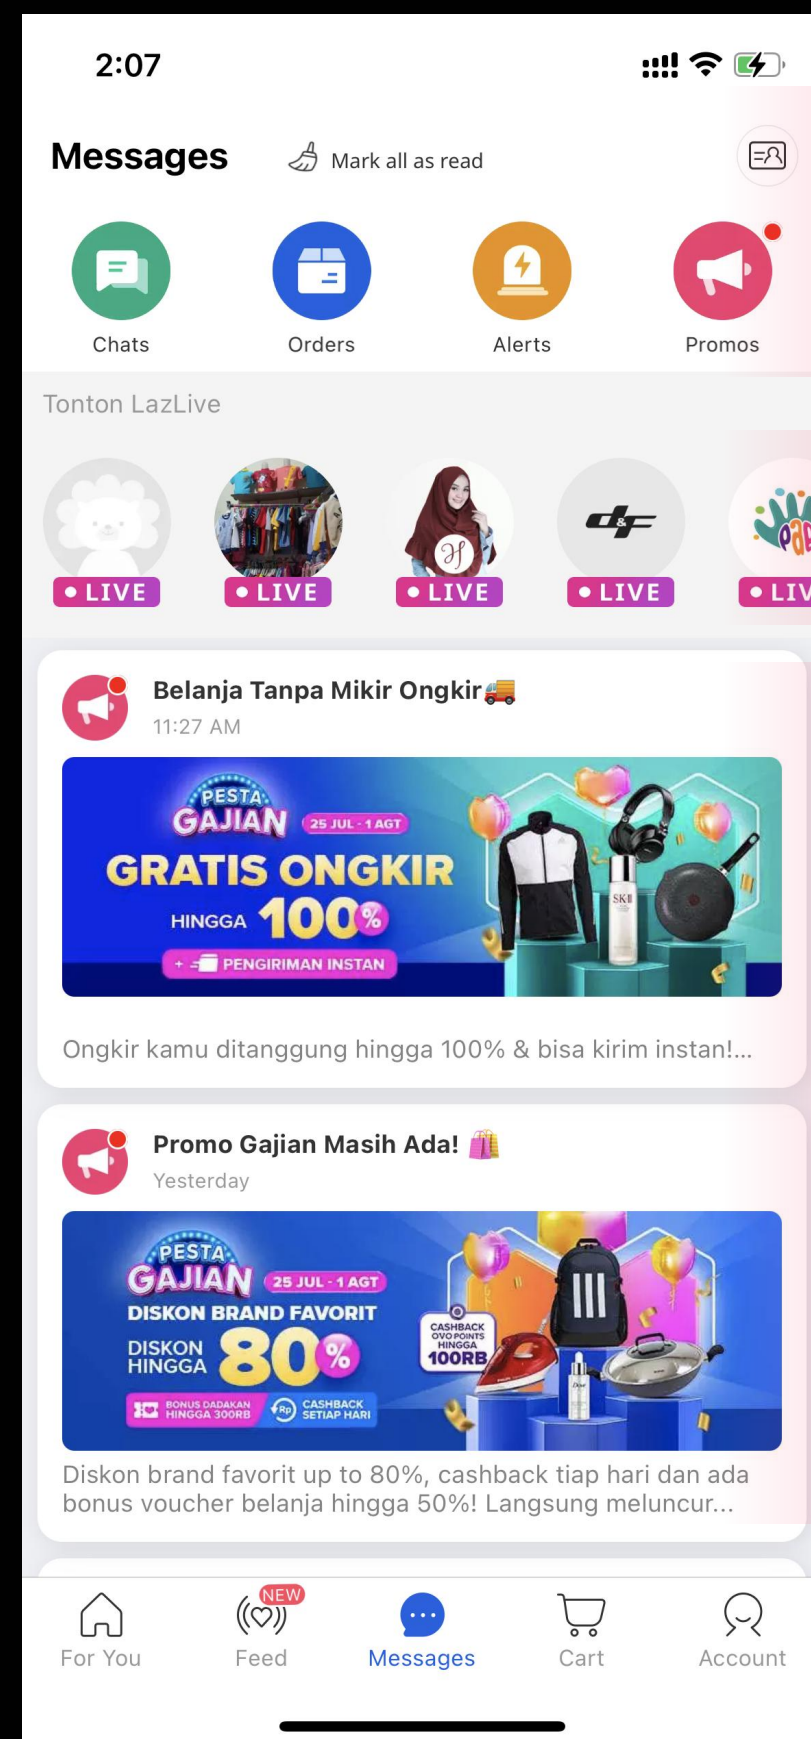 2:07
Messages
Mark all as read
Chats
Orders
Alerts
Promos
Tonton LazLive
LIVE
LIVE
H
LIVE
d&F
LIVE
LIV
Belanja Tanpa Mikir Ongkir🚚
11:27 AM
PESTA
GAJIAN
25 JUL - 1 AGT
GRATIS ONGKIR
HINGGA 100%
+ PENGIRIMAN INSTAN
SK-II
Ongkir kamu ditanggung hingga 100% & bisa kirim instan!...
Promo Gajian Masih Ada! 🛍️
Yesterday
PESTA
GAJIAN
25 JUL - 1 AGT
DISKON BRAND FAVORIT
DISKON
HINGGA 80%
CASHBACK
OVO POINTS
HINGGA
100RB
BONUS DADAKAN
HINGGA 300RB
Rp
CASHBACK
SETIAP HARI
Dove
Diskon brand favorit up to 80%, cashback tiap hari dan ada
bonus voucher belanja hingga 50%! Langsung meluncur...
NEW
For You
Feed
Messages
Cart
Account